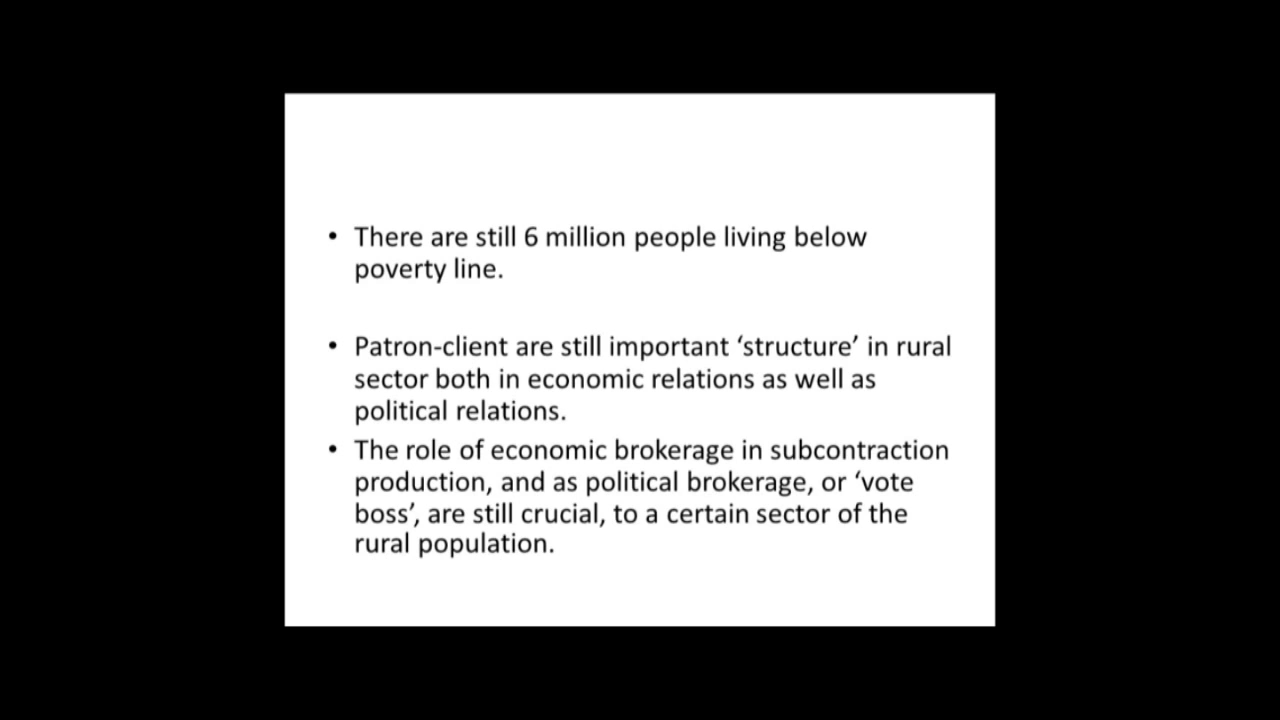 • There are still 6 million people living below
poverty line.
• Patron-client are still important ‘structure’ in rural
sector both in economic relations as well as
political relations.
• The role of economic brokerage in subcontraction
production, and as political brokerage, or ‘vote
boss’, are still crucial, to a certain sector of the
rural population.